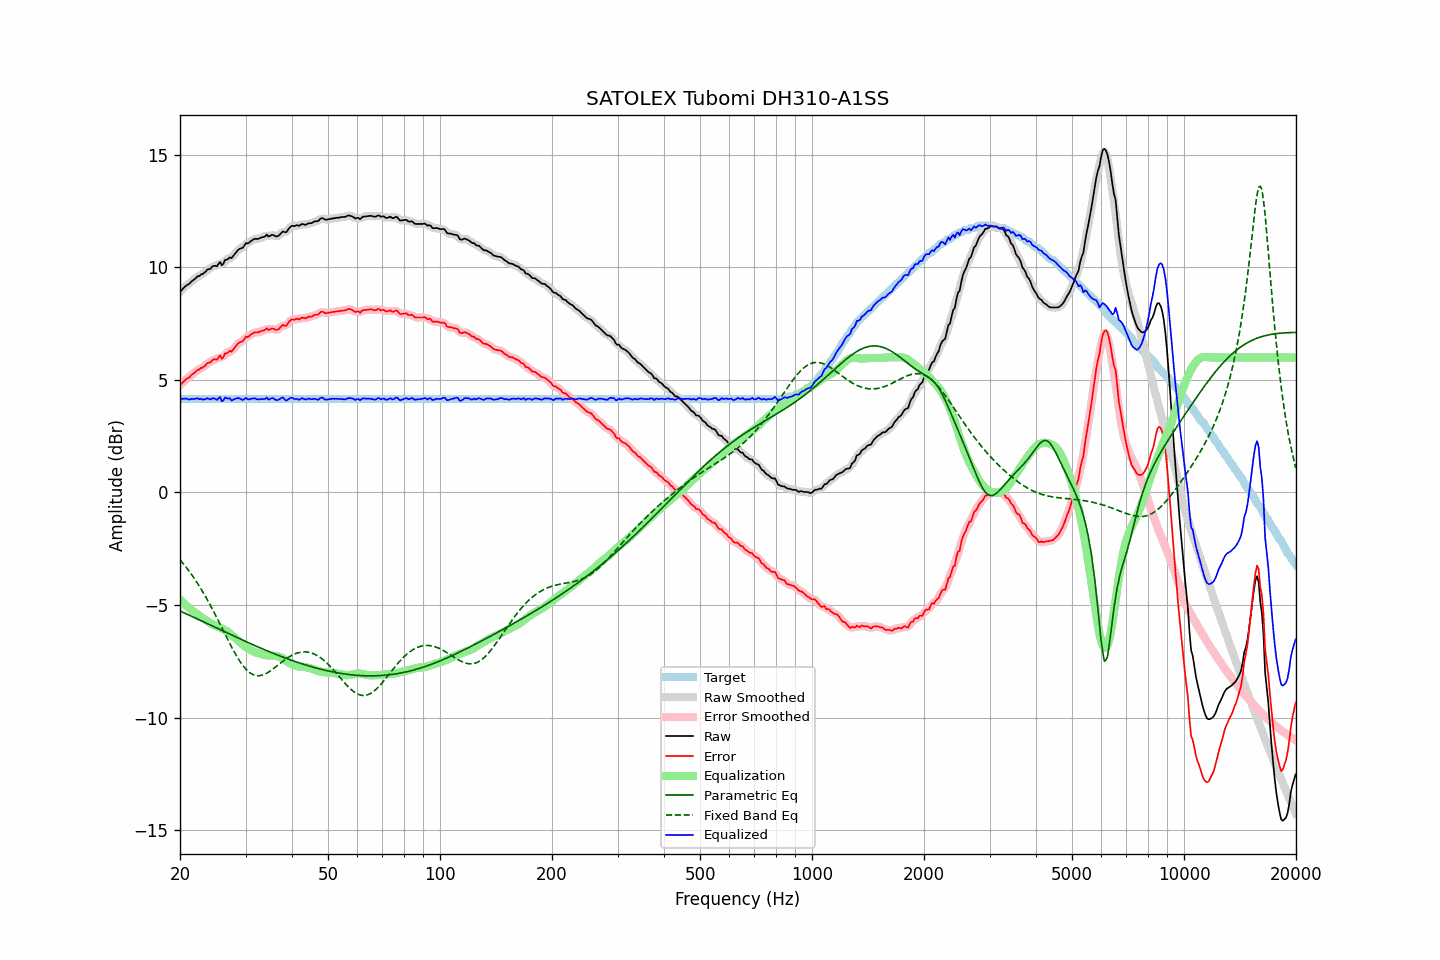 SATOLEX Tubomi DH310-A1SS
Amplitude (dBr)
15
10
5
0
−5
−10
−15
Target
Raw Smoothed
Error Smoothed
Raw
Error
Equalization
Parametric Eq
Fixed Band Eq
Equalized
20 50 100 200 500 1000 2000 5000 10000 20000
Frequency (Hz)